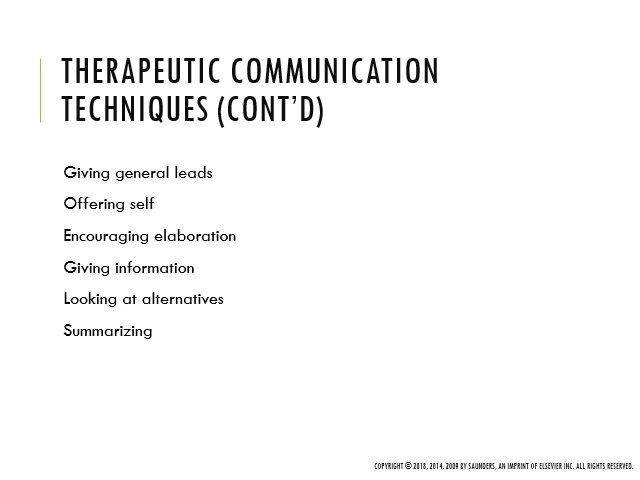 THERAPEUTIC COMMUNICATION
TECHNIQUES (CONT’D)
Giving general leads
Offering self
Encouraging elaboration
Giving information
Looking at alternatives
Summarizing
COPYRIGHT © 2018, 2014, 2009 BY SAUNDERS, AN IMPRINT OF ELSEVIER INC. ALL RIGHTS RESERVED.